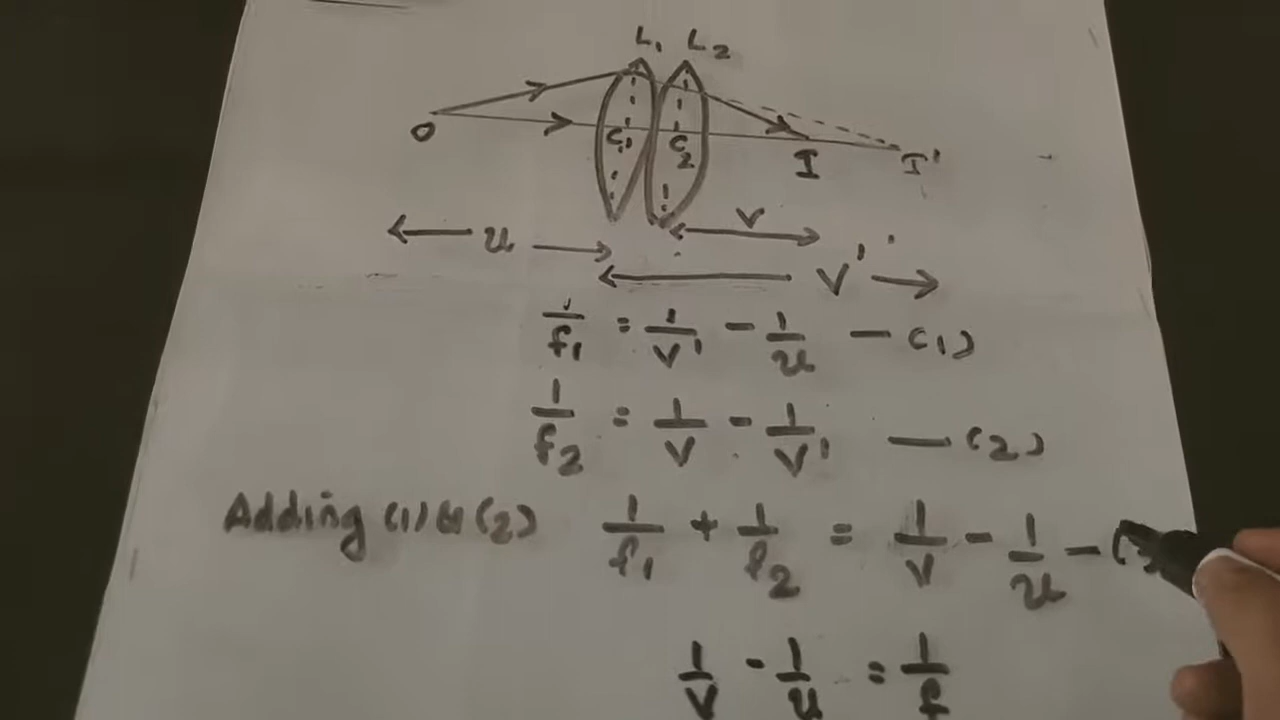 L₁ L₂
O C₁ C₂ I I'
u v
v'
1/f₁ = 1/v' - 1/u — (1)
1/f₂ = 1/v - 1/v' — (2)
Adding (1) & (2) 1/f₁ + 1/f₂ = 1/v - 1/u — (
1/v - 1/u = 1/f